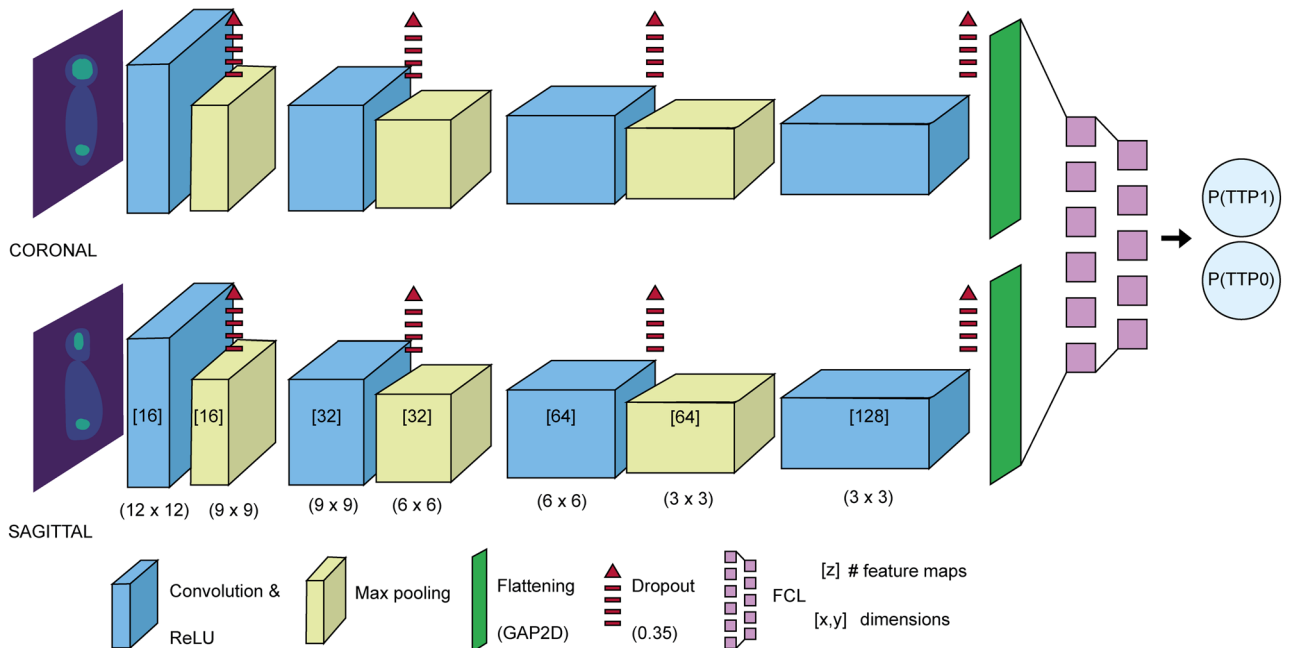 CORONAL
P(TTP1)
P(TTP0)
[16] [16] [32] [32] [64] [64] [128]
(12 x 12) (9 x 9) (9 x 9) (6 x 6) (6 x 6) (3 x 3) (3 x 3)
SAGITTAL
Convolution &
ReLU
Max pooling
Flattening
(GAP2D)
Dropout
(0.35)
FCL
[z] # feature maps
[x,y] dimensions